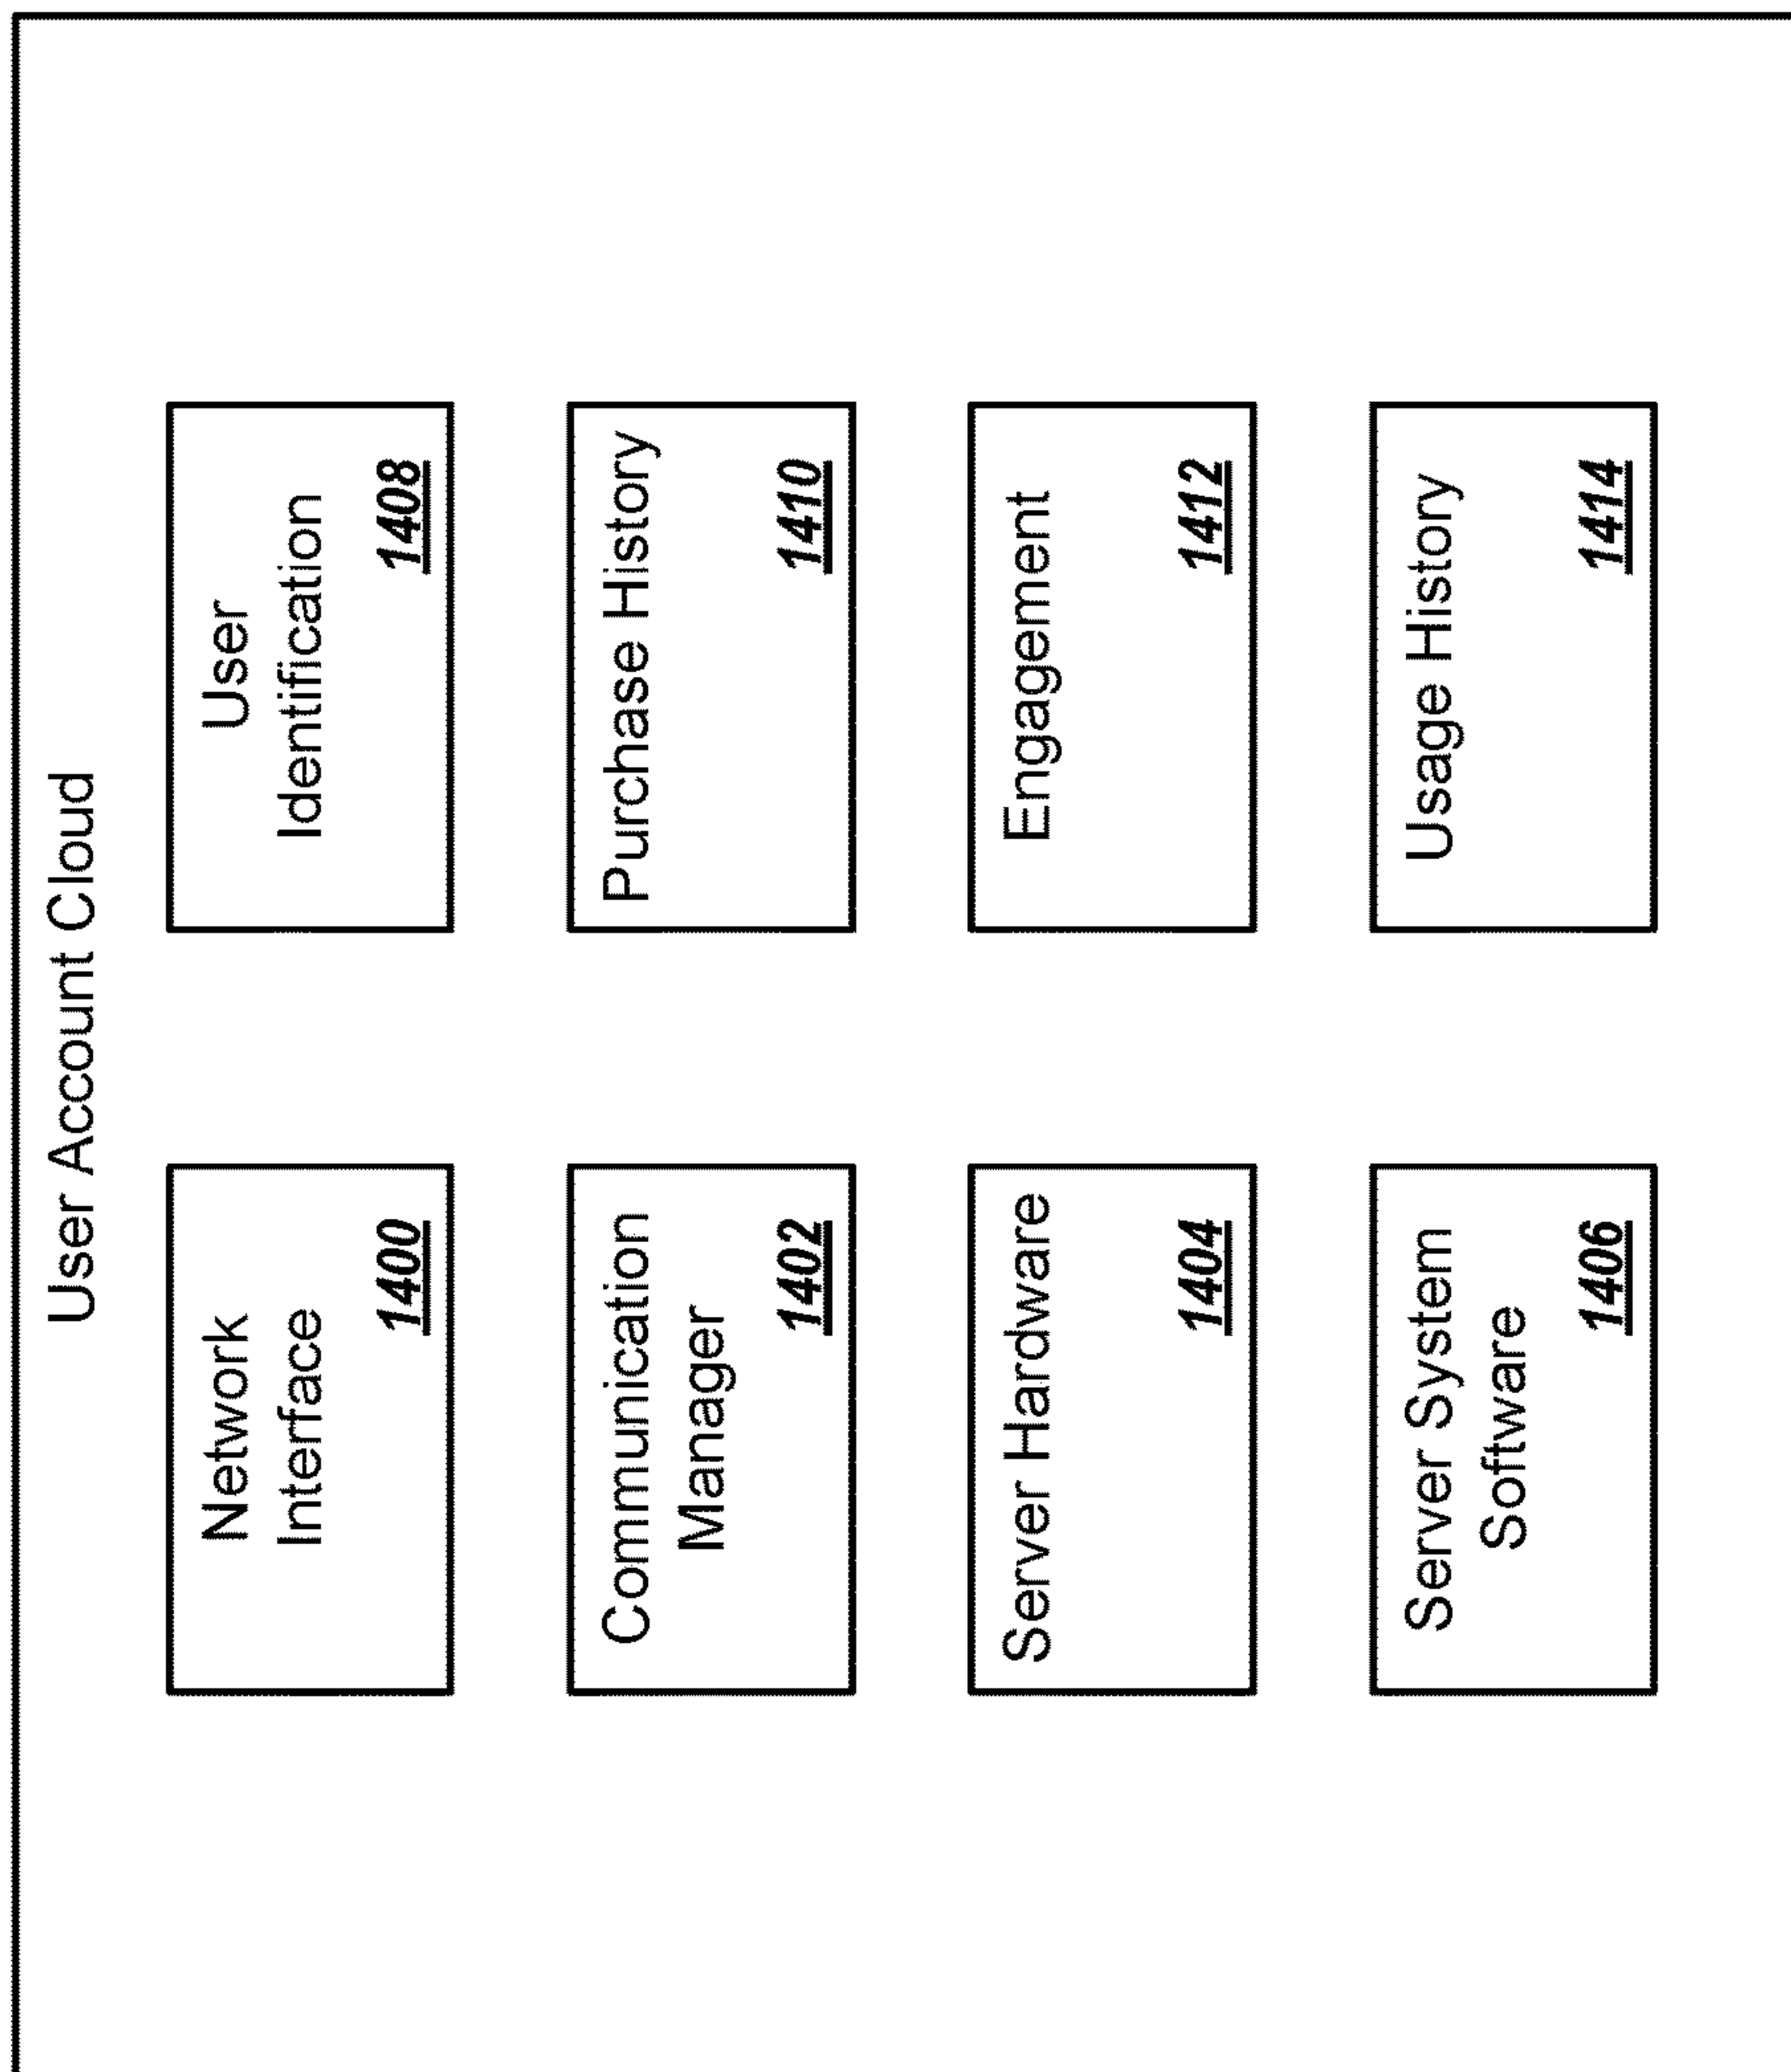 User Account Cloud
Network
Interface
1400
Communication
Manager
1402
Server Hardware
1404
Server System
Software
1406
User
Identification
1408
Purchase History
1410
Engagement
1412
Usage History
1414